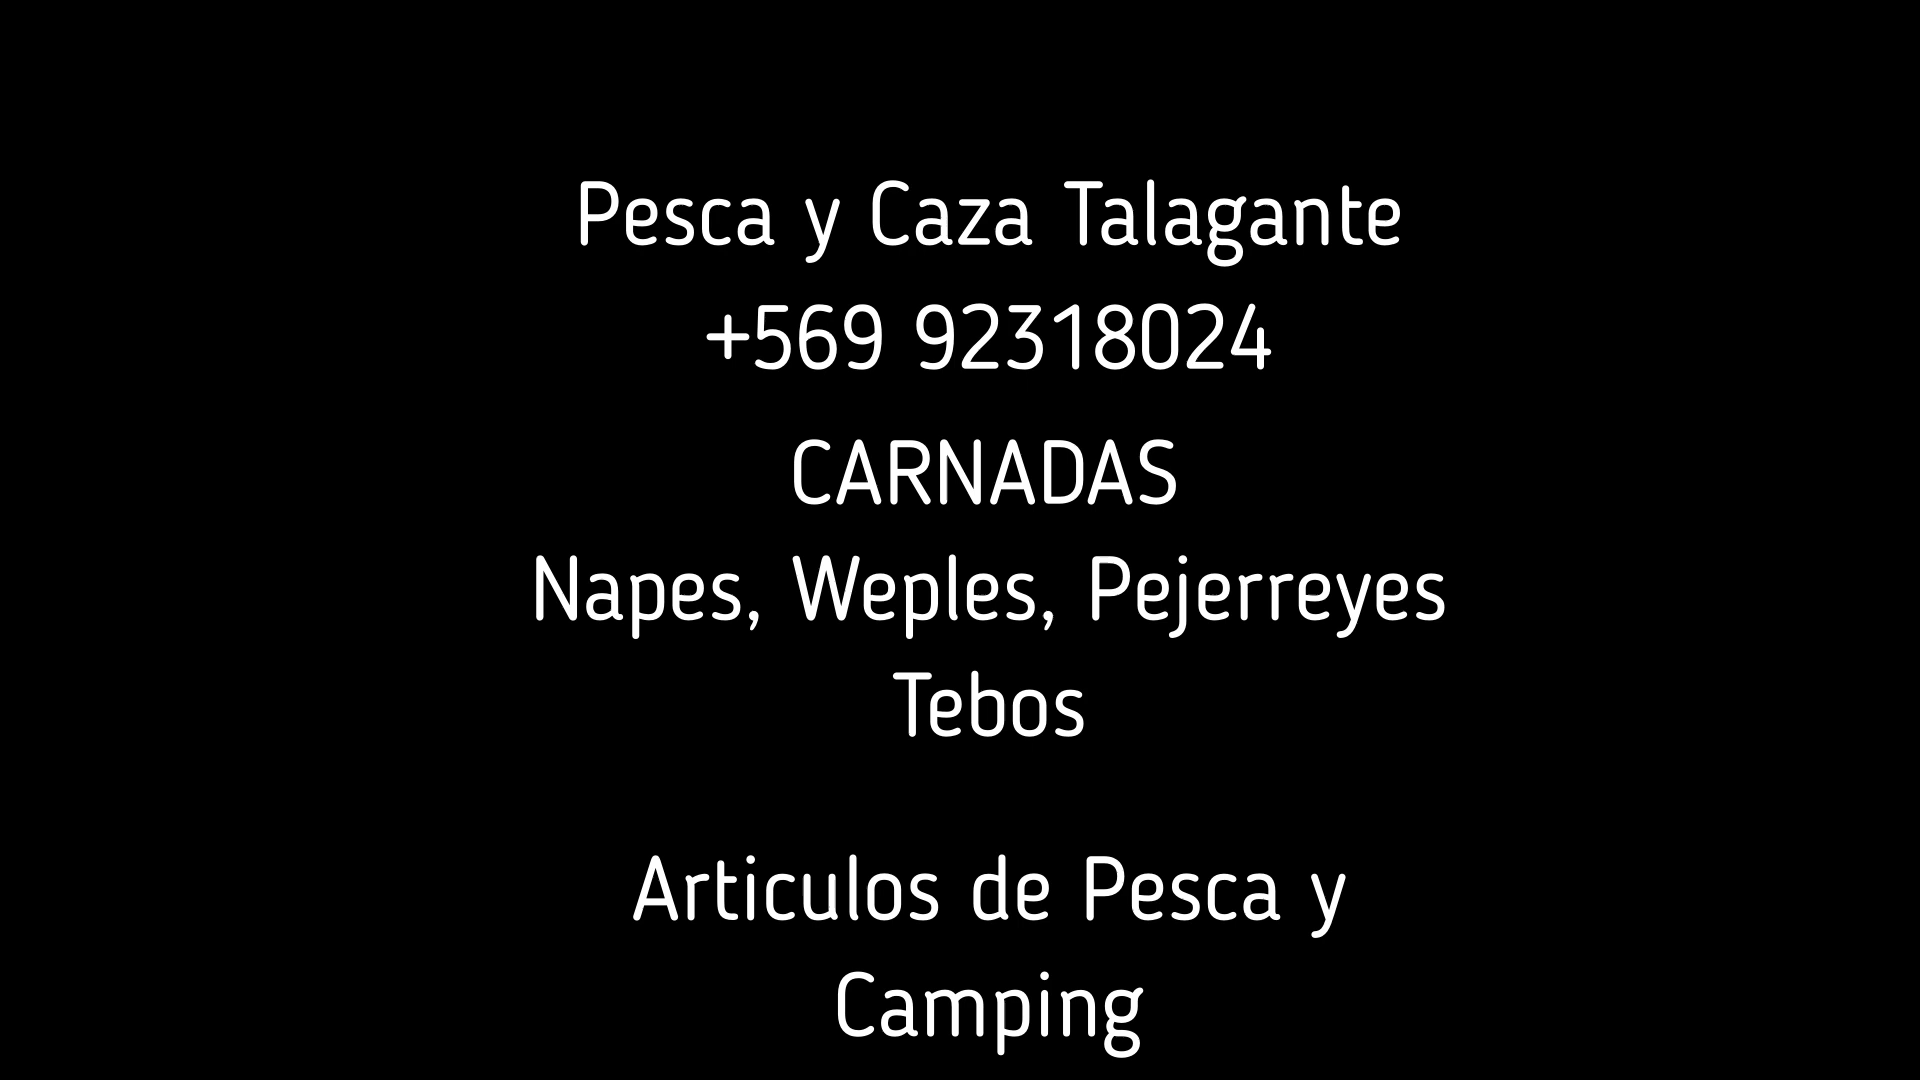 Pesca y Caza Talagante
+569 92318024
CARNADAS
Napes, Weples, Pejerreyes
Tebos
Articulos de Pesca y
Camping